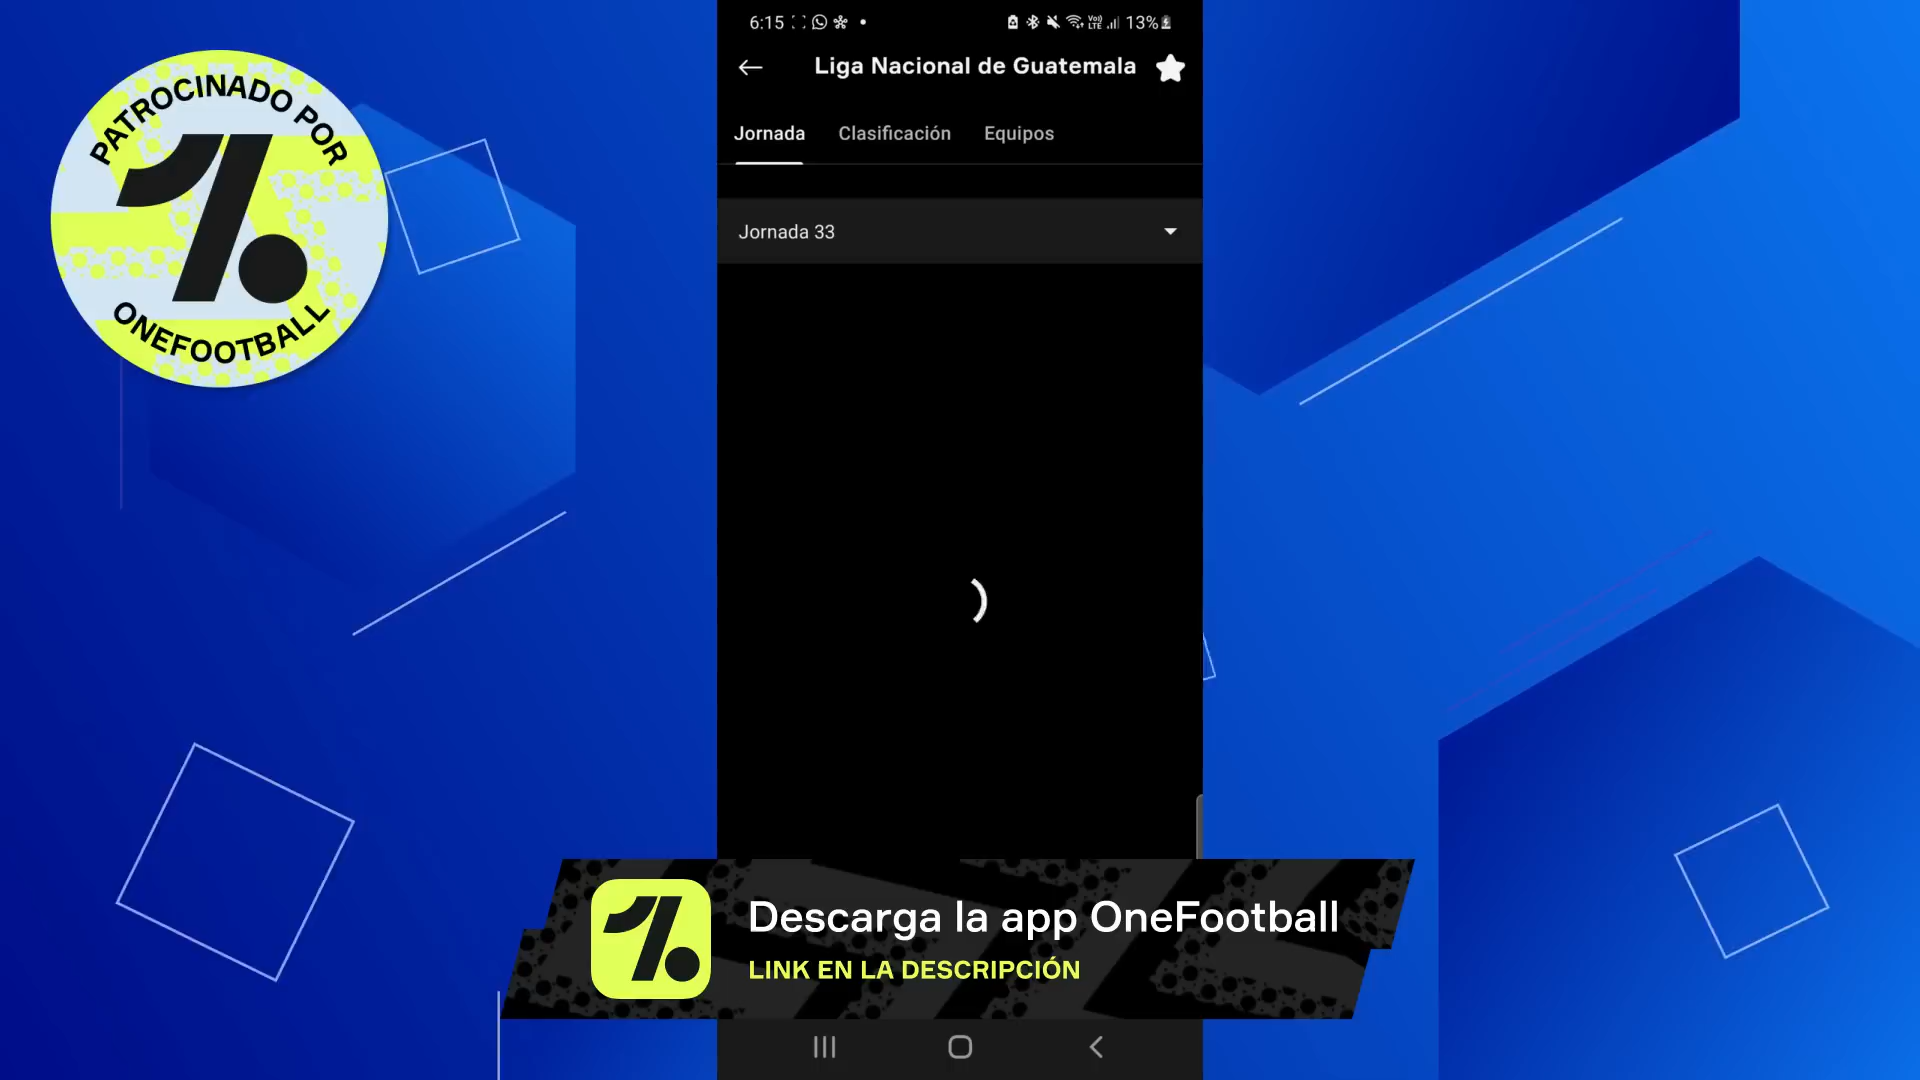 PATROCINADO POR
ONEFOOTBALL
6:15
13%
Liga Nacional de Guatemala
Jornada Clasificación Equipos
Jornada 33
Descarga la app OneFootball
LINK EN LA DESCRIPCIÓN